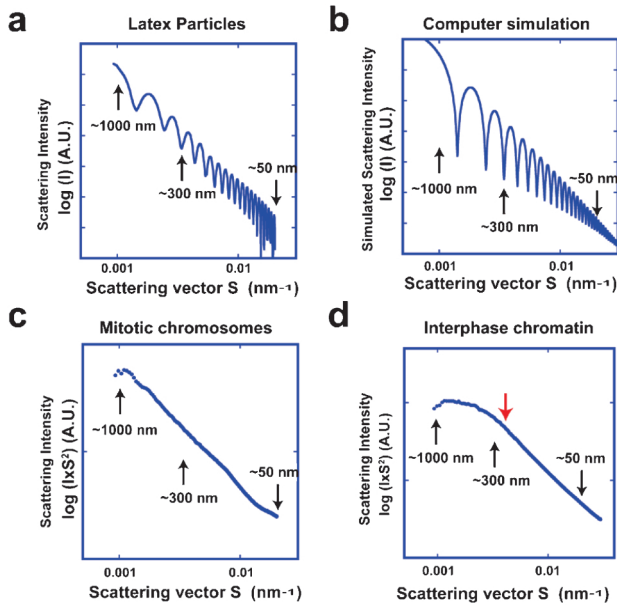 a
Latex Particles
Scattering Intensity
log (I) (A.U.)
~1000 nm
~300 nm
~50 nm
0.001
0.01
Scattering vector S (nm⁻¹)
b
Computer simulation
Simulated Scattering Intensity
log (I) (A.U.)
~1000 nm
~300 nm
~50 nm
0.001
0.01
Scattering vector S (nm⁻¹)
c
Mitotic chromosomes
Scattering Intensity
log (IxS²) (A.U.)
~1000 nm
~300 nm
~50 nm
0.001
0.01
Scattering vector S (nm⁻¹)
d
Interphase chromatin
Scattering Intensity
log (IxS²) (A.U.)
~1000 nm
~300 nm
~50 nm
0.001
0.01
Scattering vector S (nm⁻¹)